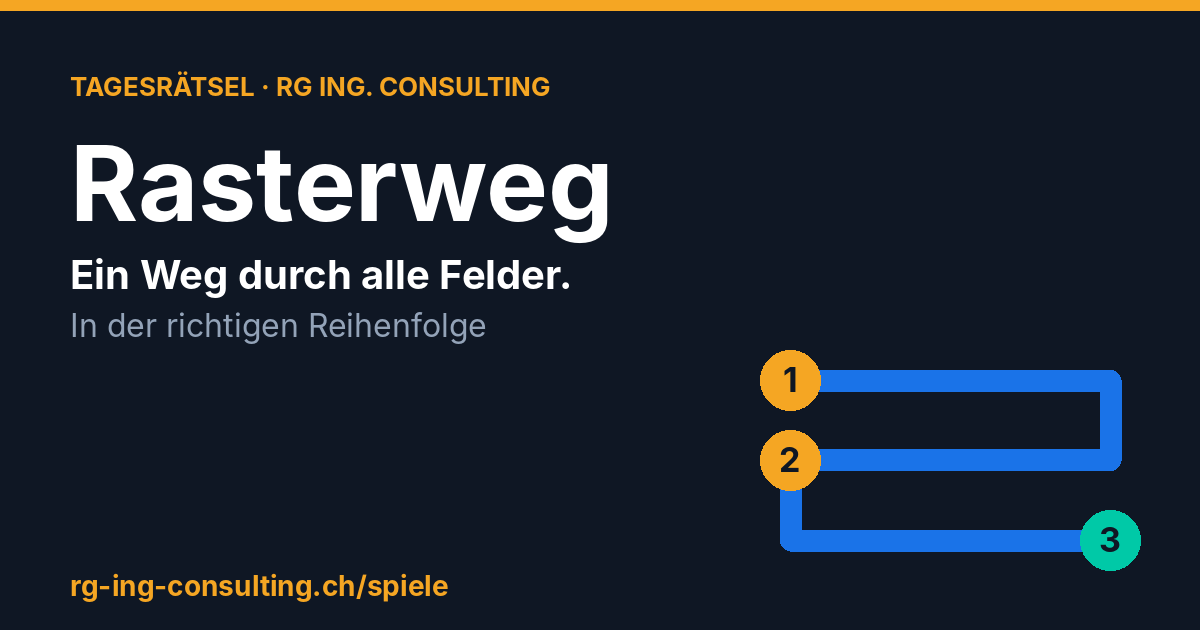 TAGESRÄTSEL · RG ING. CONSULTING
Rasterweg
Ein Weg durch alle Felder.
In der richtigen Reihenfolge
1
2
3
rg-ing-consulting.ch/spiele